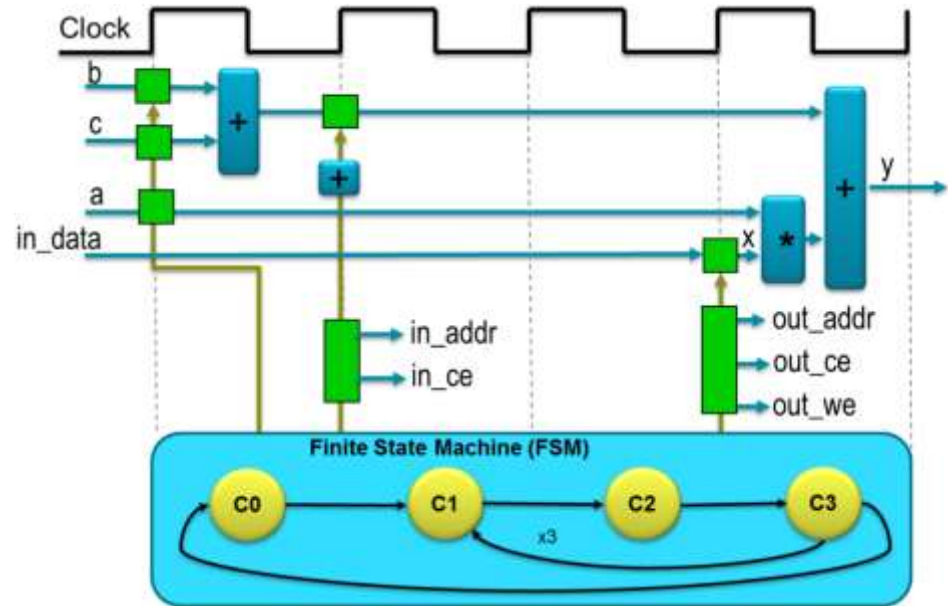 Clock
b
+
c
+
a
y
+
in_data
x
*
in_addr
out_addr
in_ce
out_ce
out_we
Finite State Machine (FSM)
C0
C1
C2
C3
x3